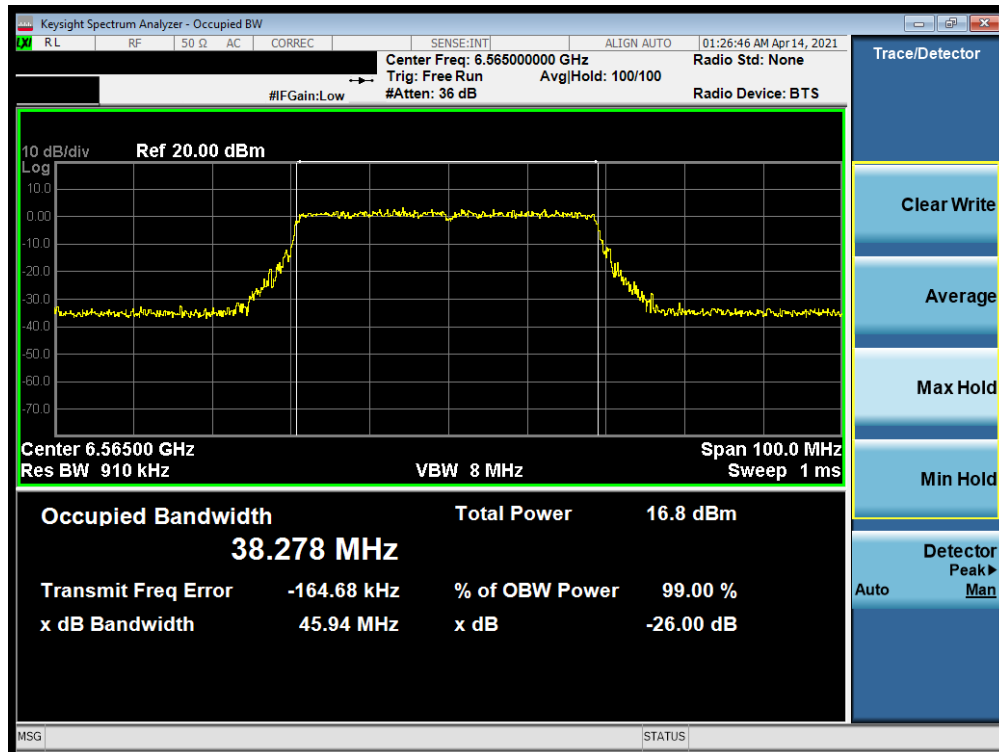 Keysight Spectrum Analyzer - Occupied BW
LXI RL RF 50 Ω AC CORREC SENSE:INT ALIGN AUTO 01:26:46 AM Apr 14, 2021
Center Freq: 6.565000000 GHz Radio Std: None
Trig: Free Run Avg|Hold: 100/100
#IFGain:Low #Atten: 36 dB Radio Device: BTS
10 dB/div Ref 20.00 dBm
Log
10.0
0.00
-10.0
-20.0
-30.0
-40.0
-50.0
-60.0
-70.0
Center 6.56500 GHz Span 100.0 MHz
Res BW 910 kHz VBW 8 MHz Sweep 1 ms
Occupied Bandwidth Total Power 16.8 dBm
38.278 MHz
Transmit Freq Error -164.68 kHz % of OBW Power 99.00 %
x dB Bandwidth 45.94 MHz x dB -26.00 dB
MSG STATUS
Trace/Detector
Clear Write
Average
Max Hold
Min Hold
Detector
Peak▶
Auto Man